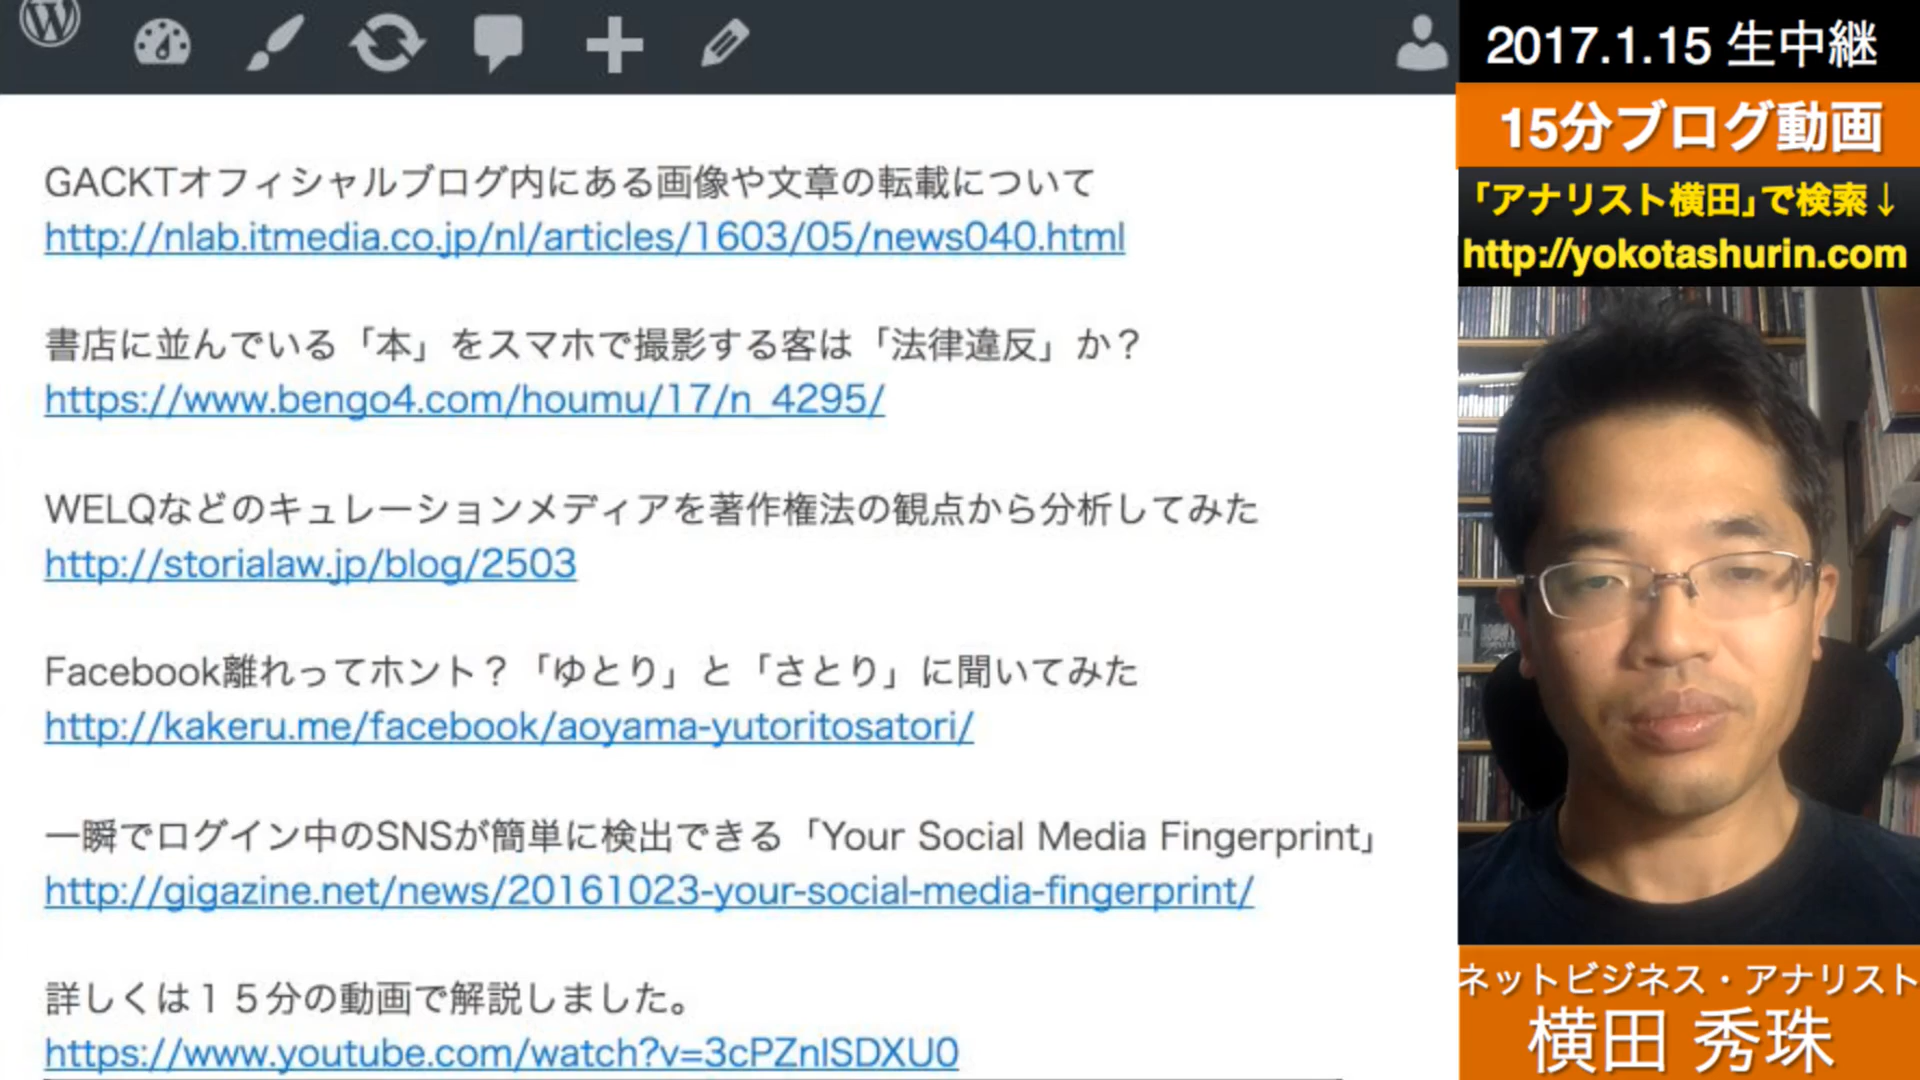 GACKTオフィシャルブログ内にある画像や文章の転載について
http://nlab.itmedia.co.jp/nl/articles/1603/05/news040.html
書店に並んでいる「本」をスマホで撮影する客は「法律違反」か？
https://www.bengo4.com/houmu/17/n_4295/
WELQなどのキュレーションメディアを著作権法の観点から分析してみた
http://storialaw.jp/blog/2503
Facebook離れってホント？「ゆとり」と「さとり」に聞いてみた
http://kakeru.me/facebook/aoyama-yutoritosatori/
一瞬でログイン中のSNSが簡単に検出できる「Your Social Media Fingerprint」
http://gigazine.net/news/20161023-your-social-media-fingerprint/
詳しくは１５分の動画で解説しました。
https://www.youtube.com/watch?v=3cPZnlSDXU0
2017.1.15 生中継
15分ブログ動画
「アナリスト横田」で検索↓
http://yokotashurin.com
ネットビジネス・アナリスト
横田 秀珠